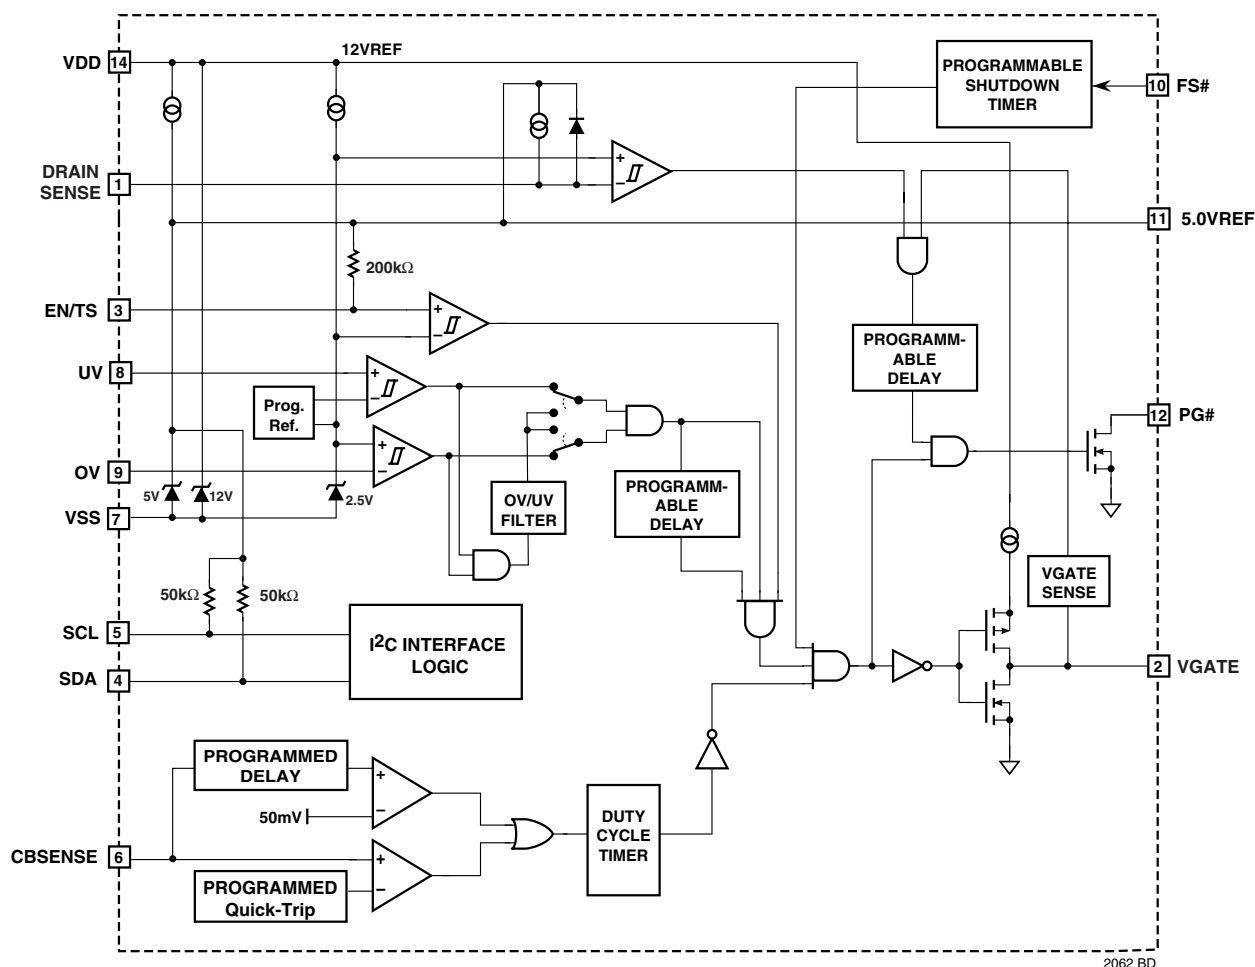 12VREF
VDD
14
PROGRAMMABLE
SHUTDOWN
TIMER
10
FS#
DRAIN
SENSE
1
+
–
11
5.0VREF
200kΩ
EN/TS
3
+
–
PROGRAMM-
ABLE
DELAY
UV
8
+
–
Prog.
Ref.
12
PG#
+
–
OV
9
5V
12V
2.5V
OV/UV
FILTER
PROGRAMM-
ABLE
DELAY
VSS
7
VGATE
SENSE
50kΩ
50kΩ
SCL
5
I2C INTERFACE
LOGIC
SDA
4
2
VGATE
PROGRAMMED
DELAY
+
–
50mV
DUTY
CYCLE
TIMER
CBSENSE
6
+
–
PROGRAMMED
Quick-Trip
2062 BD